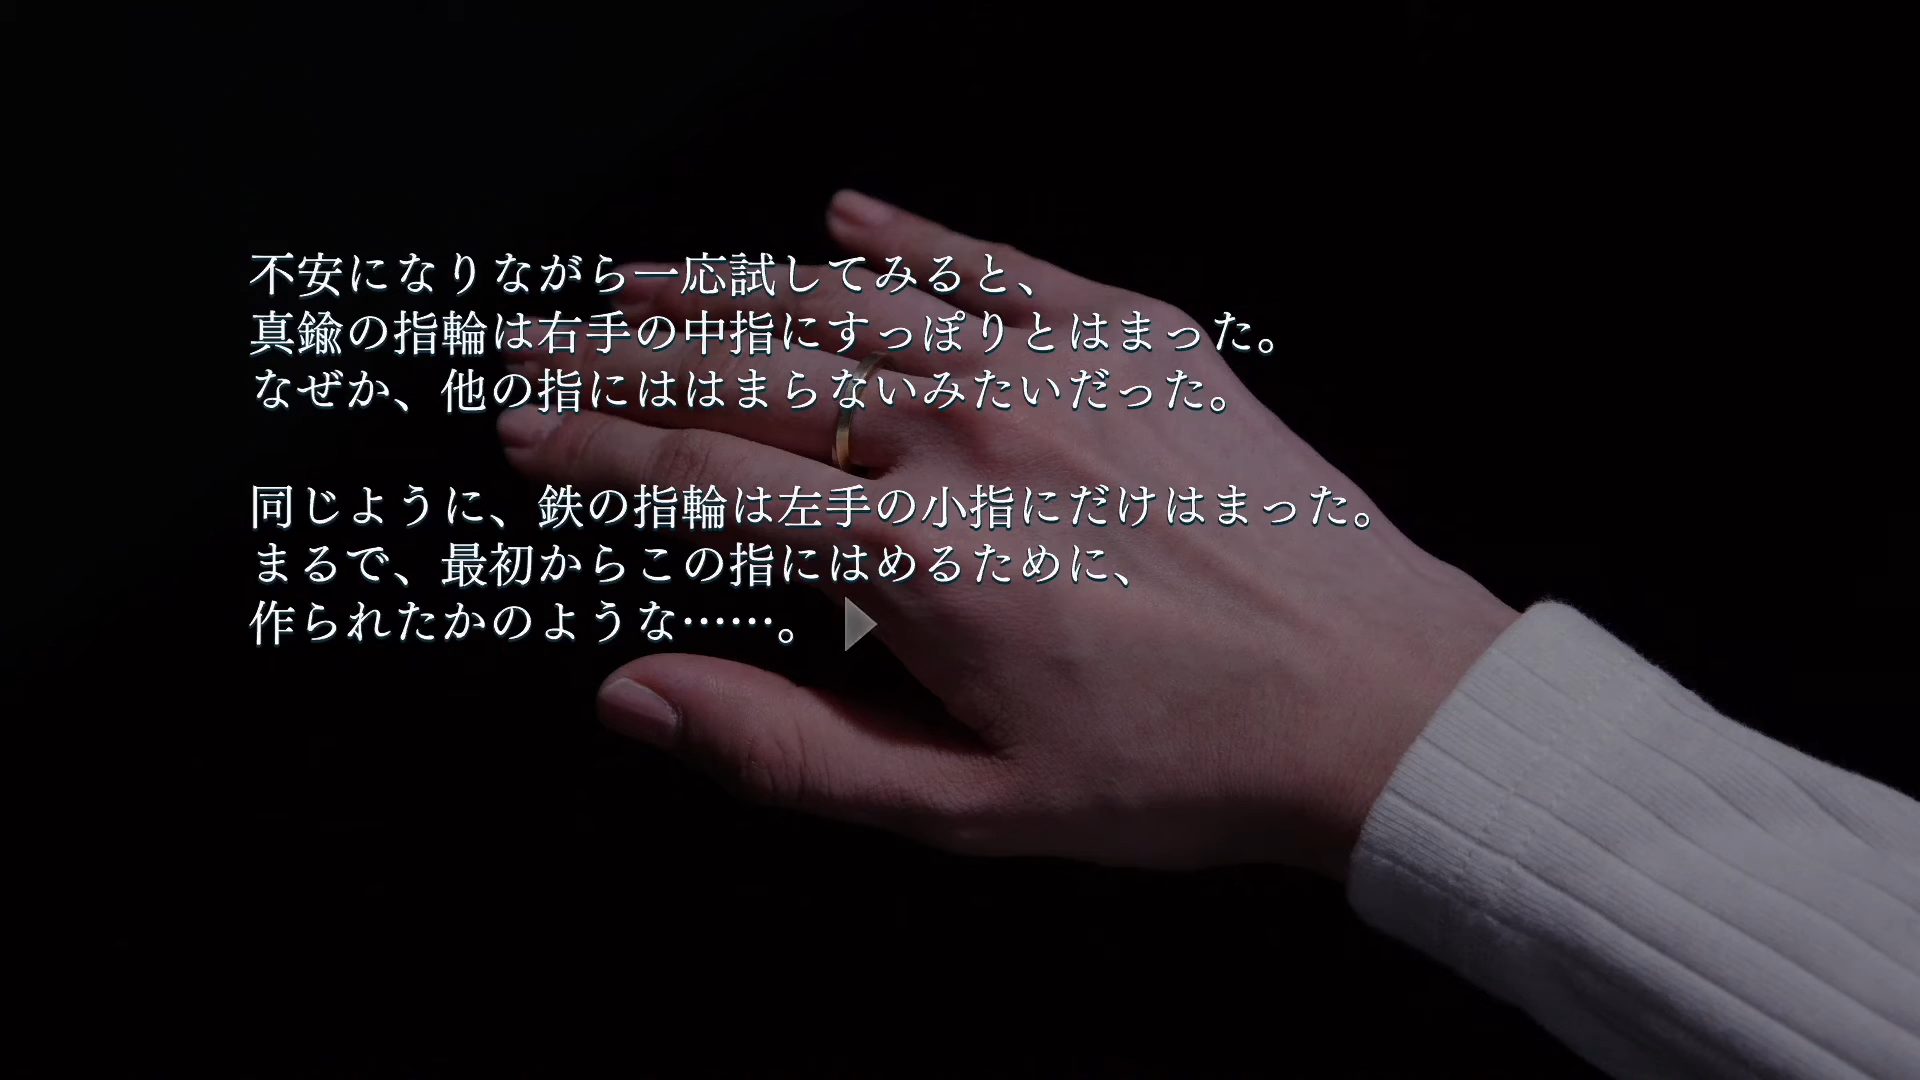 不安になりながら一応試してみると、
真鍮の指輪は右手の中指にすっぽりとはまった。
なぜか、他の指にははまらないみたいだった。
同じように、鉄の指輪は左手の小指にだけはまった。
まるで、最初からこの指にはめるために、
作られたかのような……。